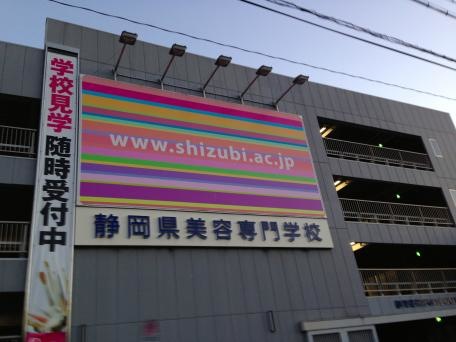 学校見学 随時受付中
www.shizubi.ac.jp
静岡県美容専門学校